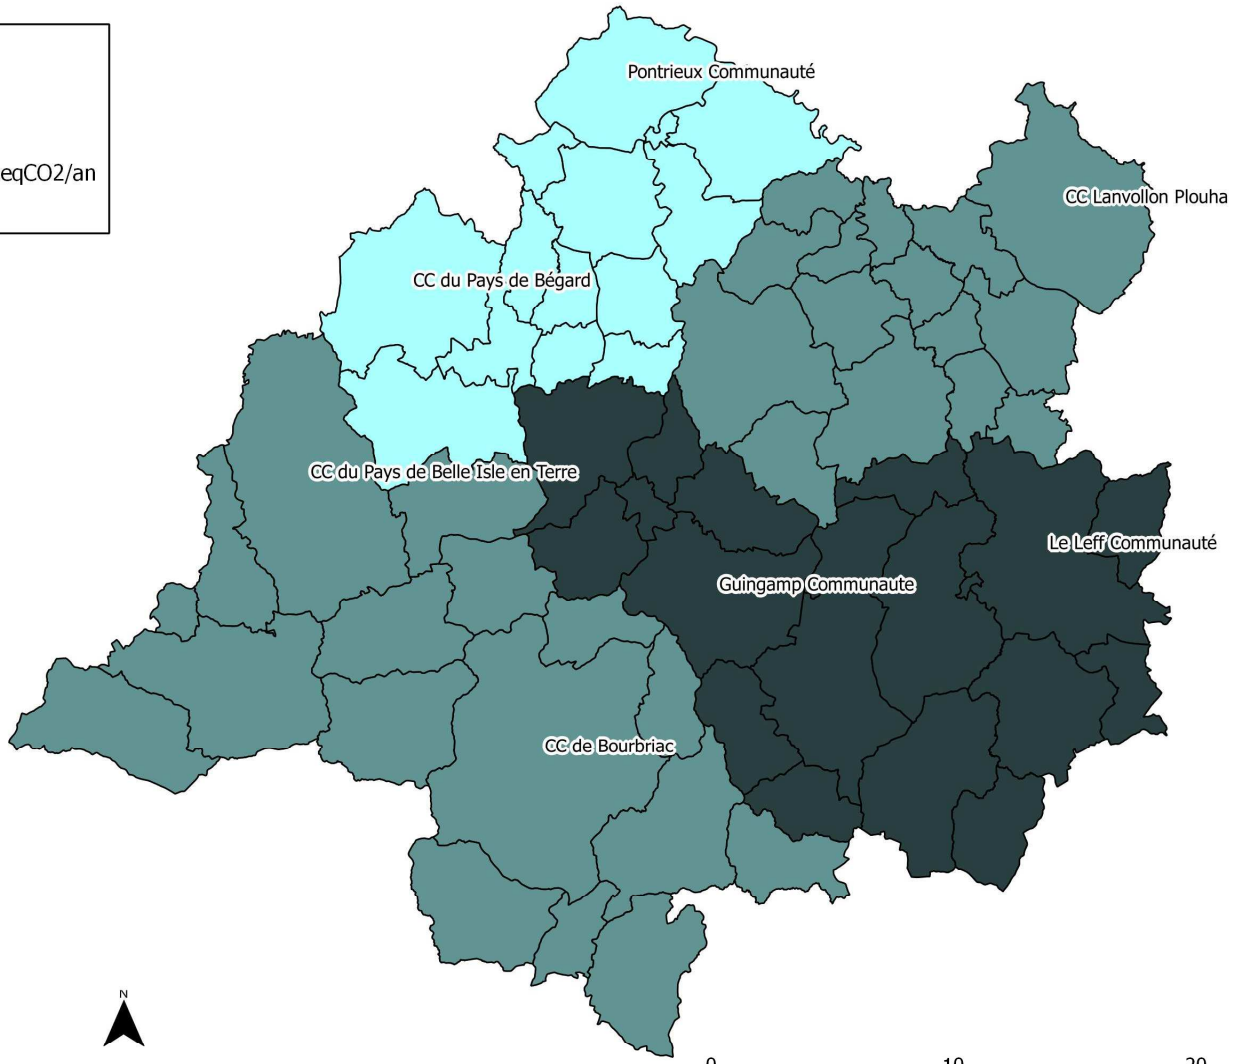 Pontrieux Communauté
eqCO2/an
CC Lanvollon Plouha
CC du Pays de Bégard
CC du Pays de Belle Isle en Terre
Le Leff Communauté
Guingamp Communaute
CC de Bourbriac
N
0 10 20